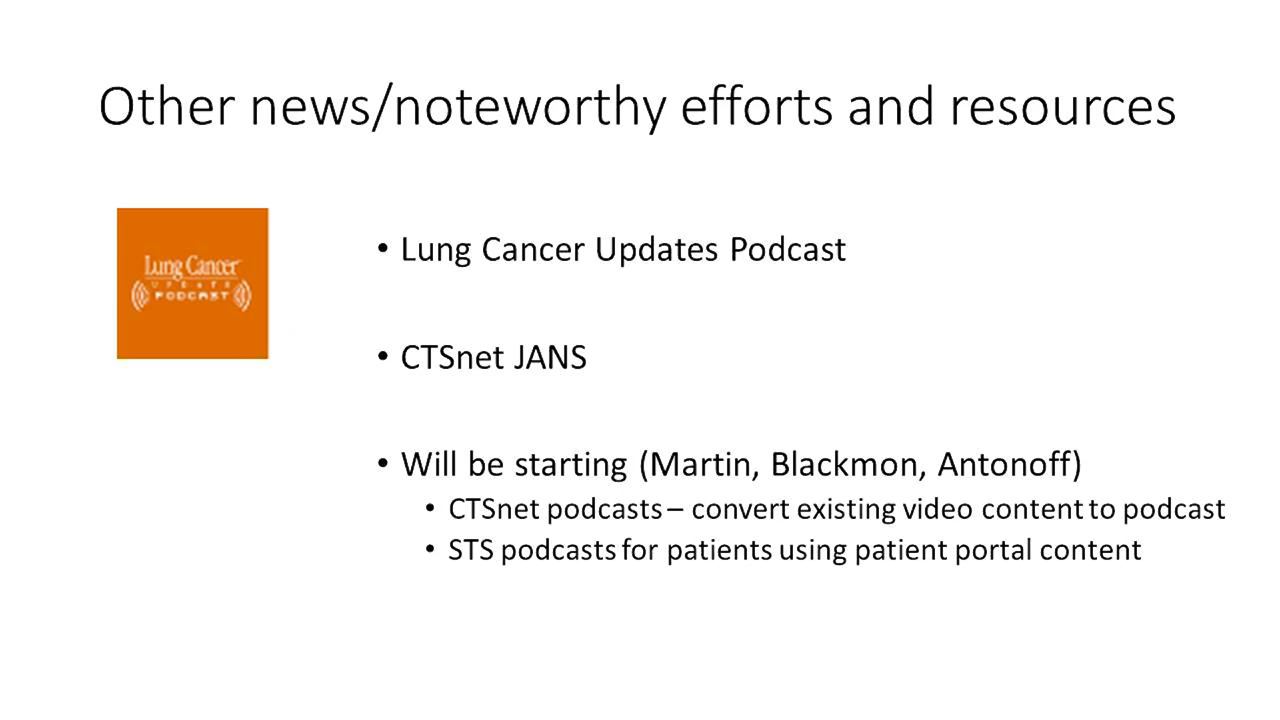 Other news/noteworthy efforts and resources
Lung Cancer
UPDATE
PODCAST
• Lung Cancer Updates Podcast
• CTSnet JANS
• Will be starting (Martin, Blackmon, Antonoff)
• CTSnet podcasts – convert existing video content to podcast
• STS podcasts for patients using patient portal content